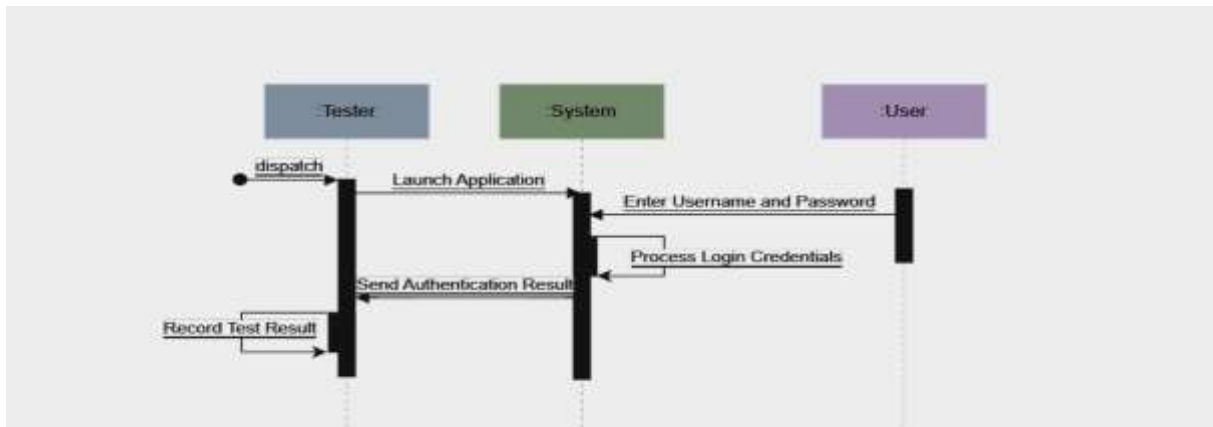 :Tester
:System
:User
dispatch
Launch Application
Enter Username and Password
Process Login Credentials
Send Authentication Result
Record Test Result